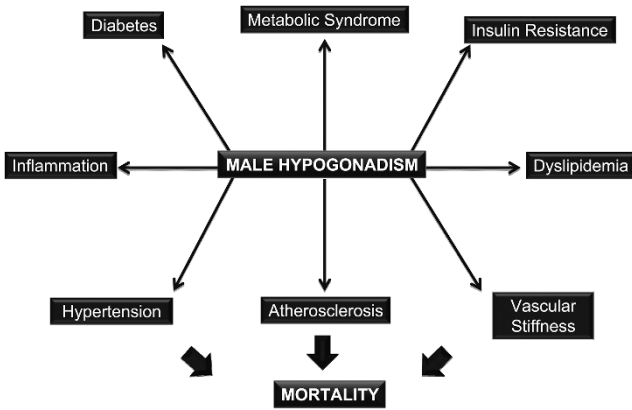 Diabetes
Metabolic Syndrome
Insulin Resistance
Inflammation
MALE HYPOGONADISM
Dyslipidemia
Hypertension
Atherosclerosis
Vascular
Stiffness
MORTALITY